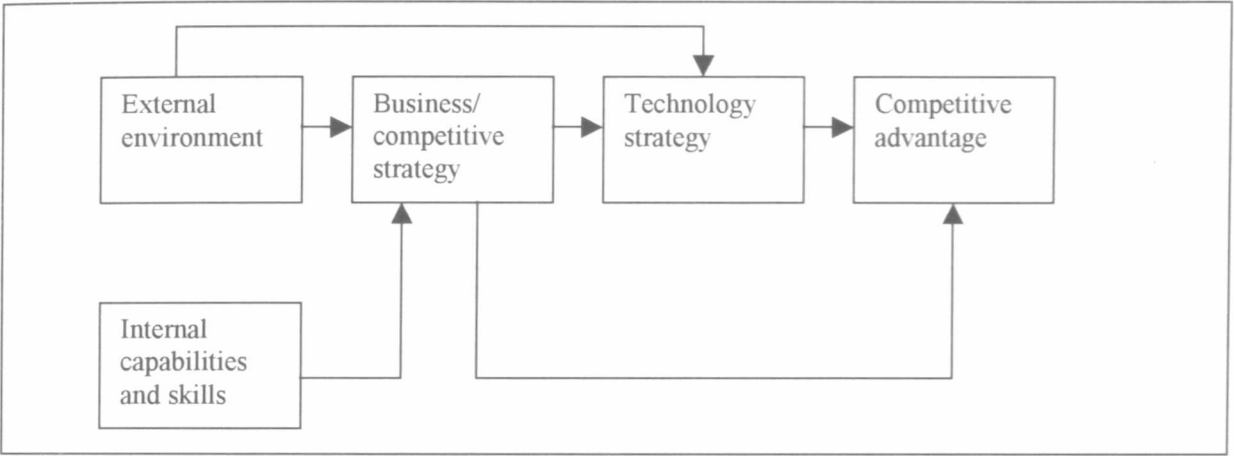 External
environment
Business/
competitive
strategy
Technology
strategy
Competitive
advantage
Internal
capabilities
and skills